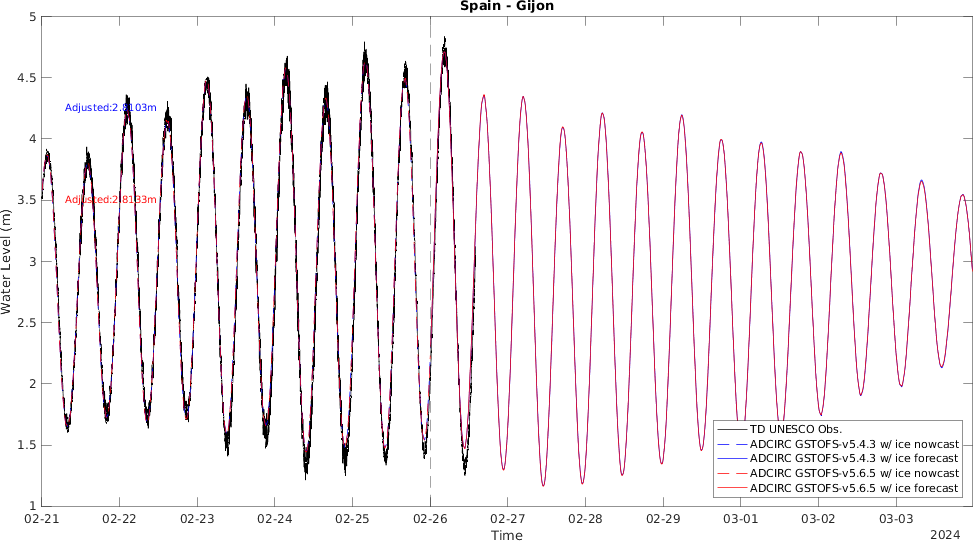 Spain - Gijon
5
4.5
4
3.5
3
2.5
2
1.5
1
Water Level (m)
Adjusted:2.8103m
Adjusted:2.8133m
TD UNESCO Obs.
ADCIRC GSTOFS-v5.4.3 w/ ice nowcast
ADCIRC GSTOFS-v5.4.3 w/ ice forecast
ADCIRC GSTOFS-v5.6.5 w/ ice nowcast
ADCIRC GSTOFS-v5.6.5 w/ ice forecast
02-21 02-22 02-23 02-24 02-25 02-26 02-27 02-28 02-29 03-01 03-02 03-03
Time
2024